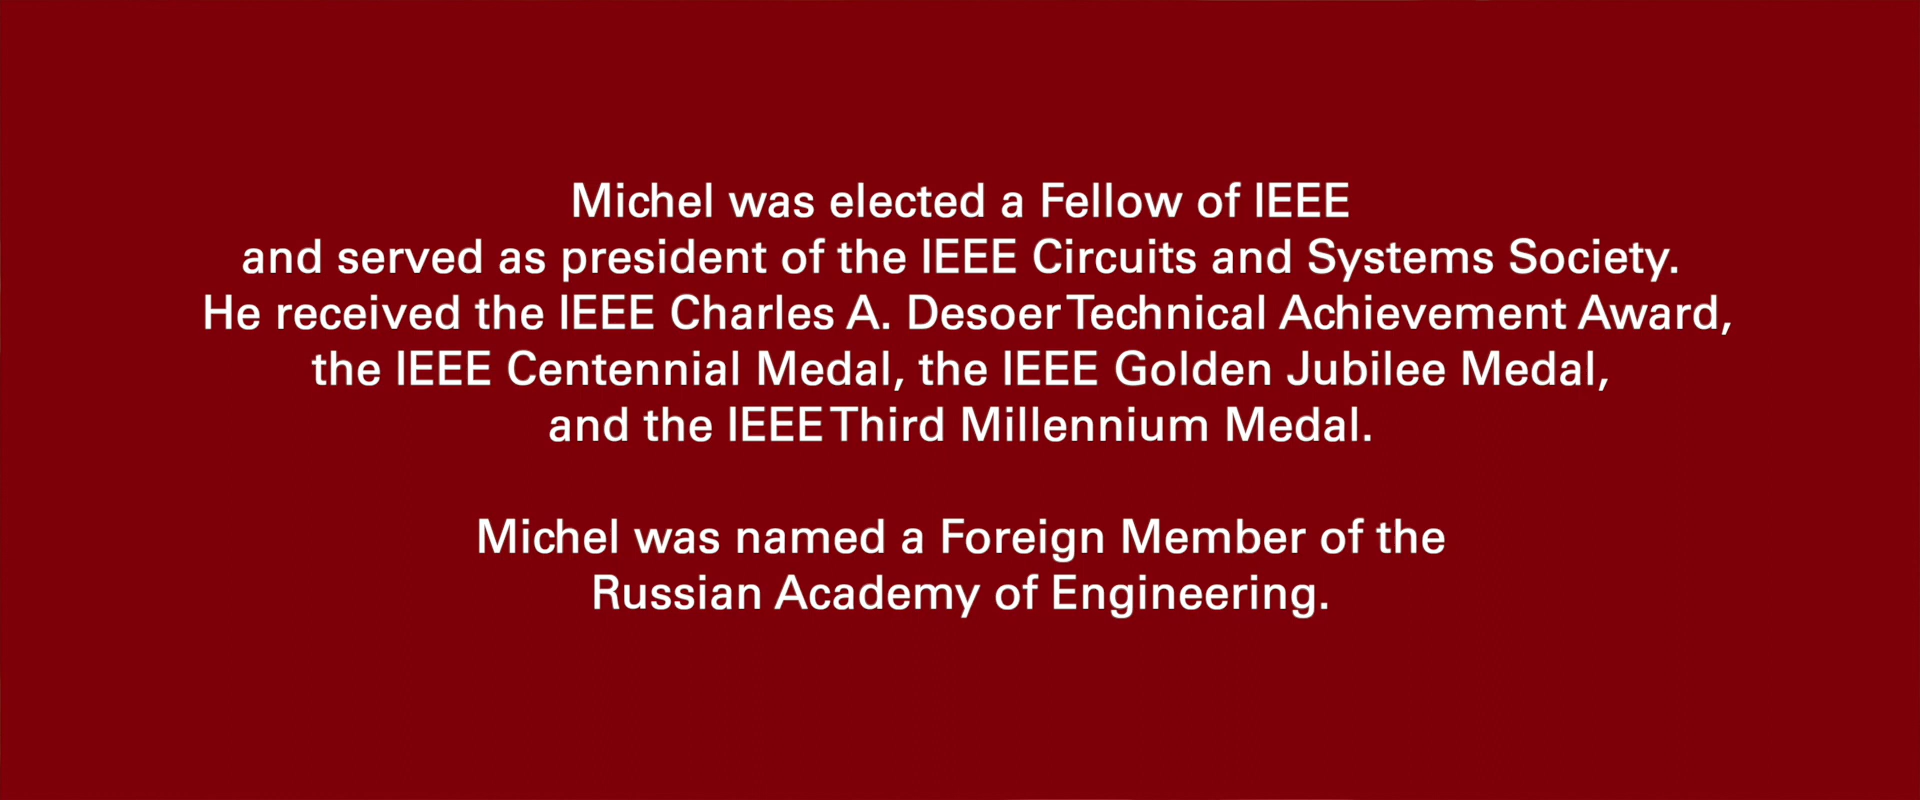 Michel was elected a Fellow of IEEE
and served as president of the IEEE Circuits and Systems Society.
He received the IEEE Charles A. Desoer Technical Achievement Award,
the IEEE Centennial Medal, the IEEE Golden Jubilee Medal,
and the IEEE Third Millennium Medal.
Michel was named a Foreign Member of the
Russian Academy of Engineering.